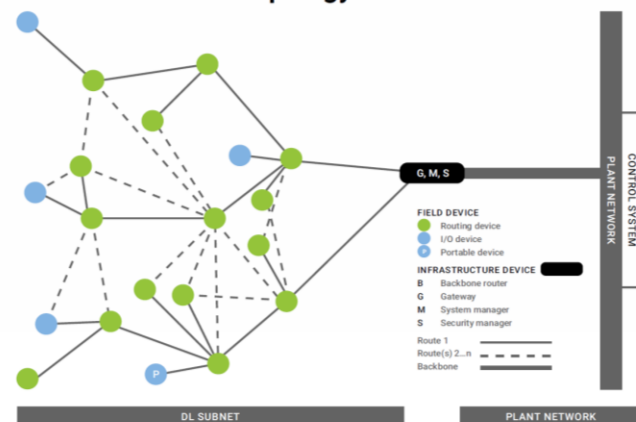 G, M, S
PLANT NETWORK
CONTROL SYSTEM
FIELD DEVICE
Routing device
I/O device
P Portable device
INFRASTRUCTURE DEVICE
B Backbone router
G Gateway
M System manager
S Security manager
Route 1
Route(s) 2...n
Backbone
P
DL SUBNET
PLANT NETWORK